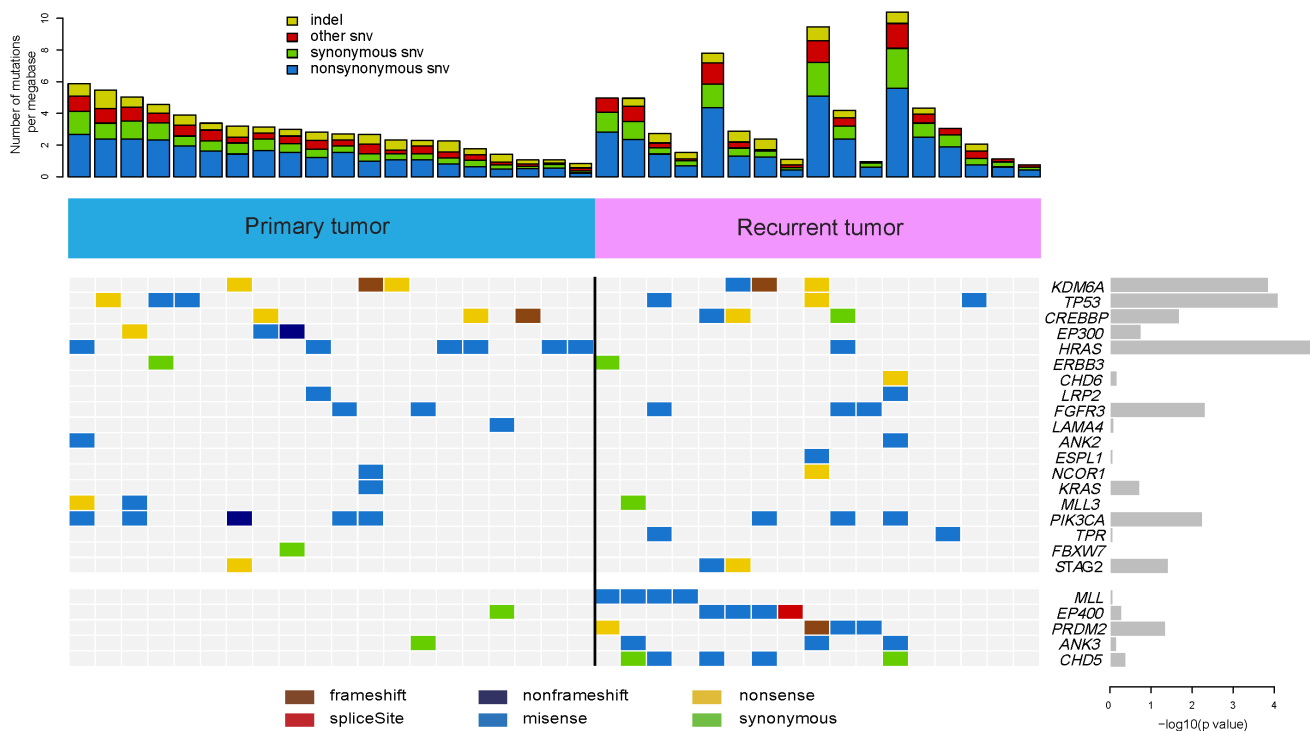 Number of mutations
per megabase
0 2 4 6 8 10
indel
other snv
synonymous snv
nonsynonymous snv
Primary tumor
Recurrent tumor
KDM6A
TP53
CREBBP
EP300
HRAS
ERBB3
CHD6
LRP2
FGFR3
LAMA4
ANK2
ESPL1
NCOR1
KRAS
MLL3
PIK3CA
TPR
FBXW7
STAG2
MLL
EP400
PRDM2
ANK3
CHD5
frameshift nonframeshift nonsense
spliceSite misense synonymous
0 1 2 3 4
−log10(p value)